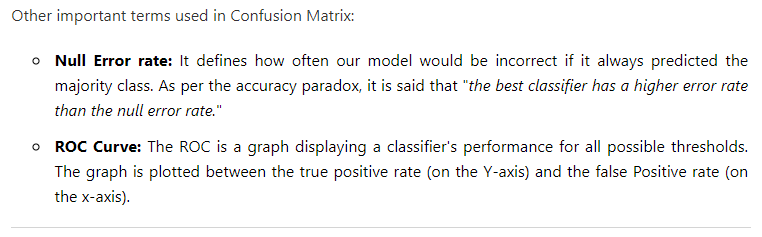 Other important terms used in Confusion Matrix:
Null Error rate: It defines how often our model would be incorrect if it always predicted the
majority class. As per the accuracy paradox, it is said that "the best classifier has a higher error rate
than the null error rate."
ROC Curve: The ROC is a graph displaying a classifier's performance for all possible thresholds.
The graph is plotted between the true positive rate (on the Y-axis) and the false Positive rate (on
the x-axis).